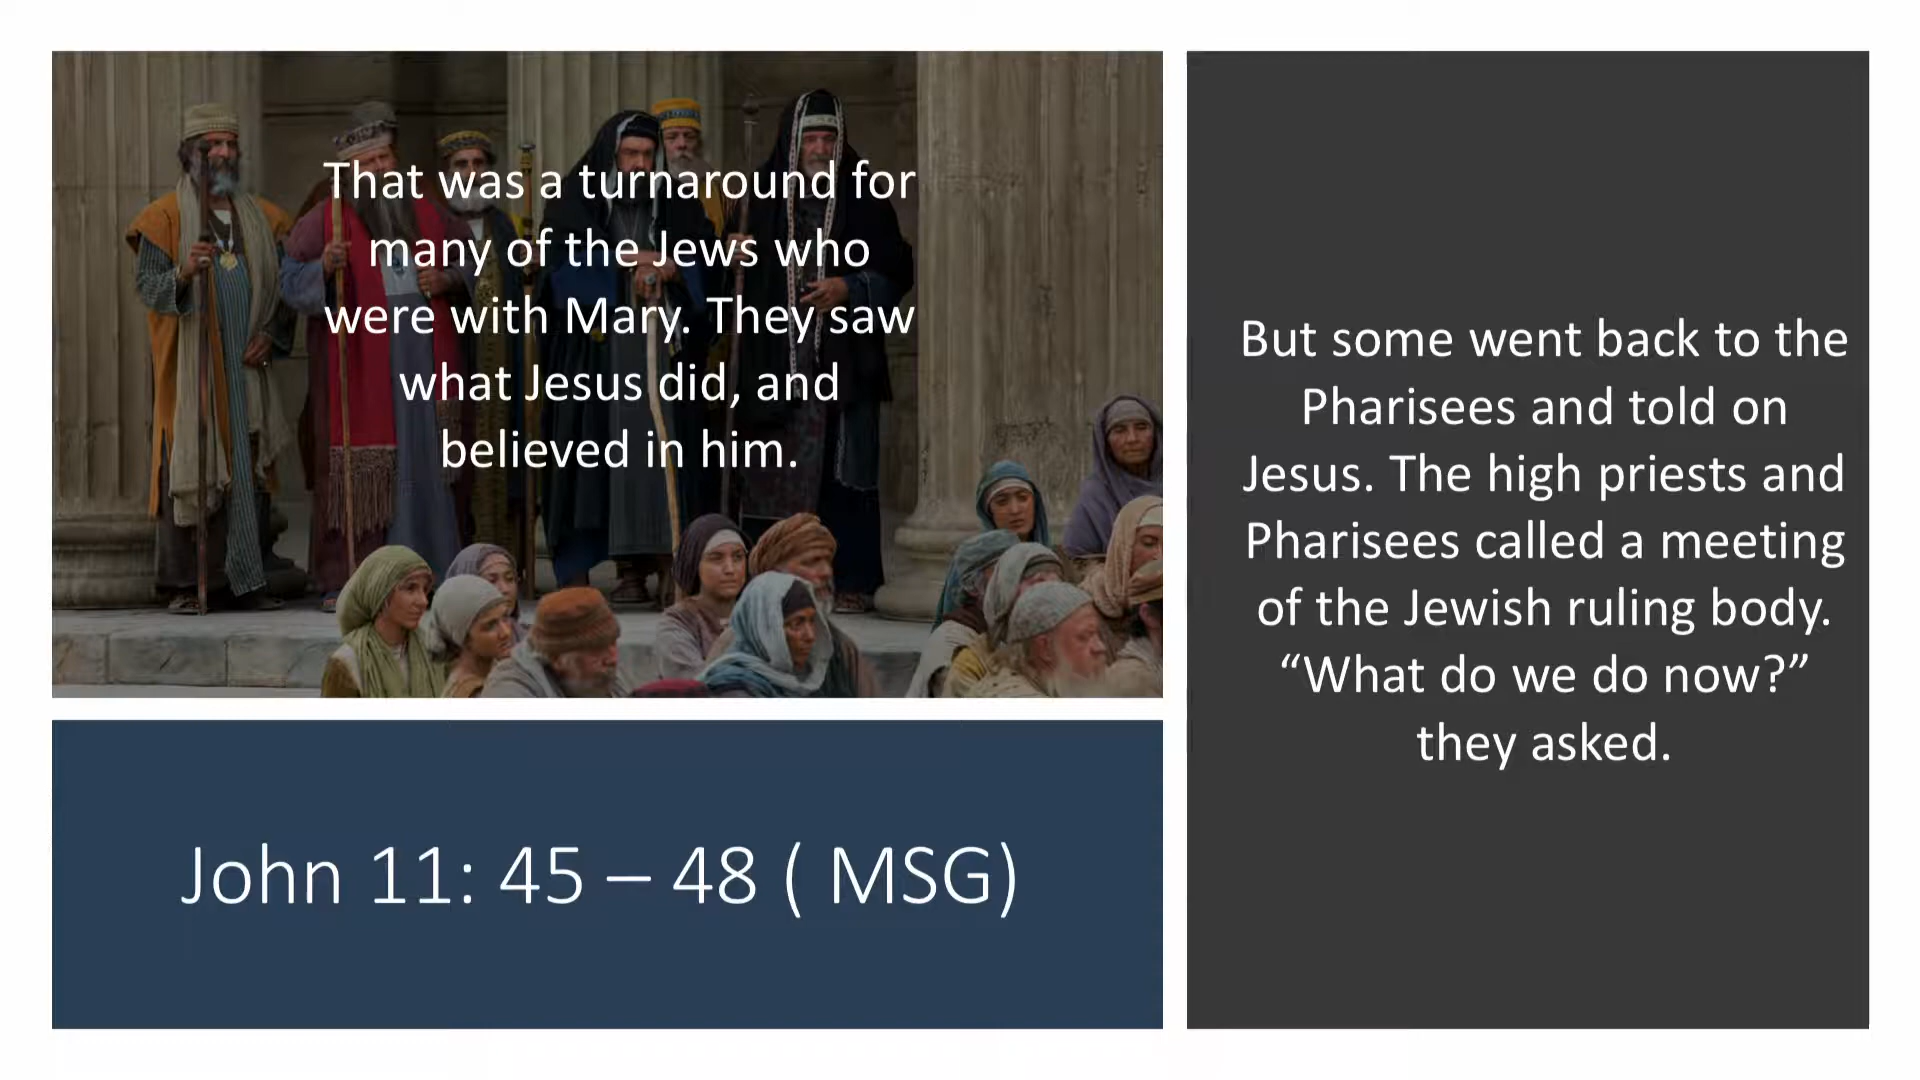 That was a turnaround for
many of the Jews who
were with Mary. They saw
what Jesus did, and
believed in him.
But some went back to the
Pharisees and told on
Jesus. The high priests and
Pharisees called a meeting
of the Jewish ruling body.
“What do we do now?”
they asked.
John 11: 45 – 48 ( MSG)